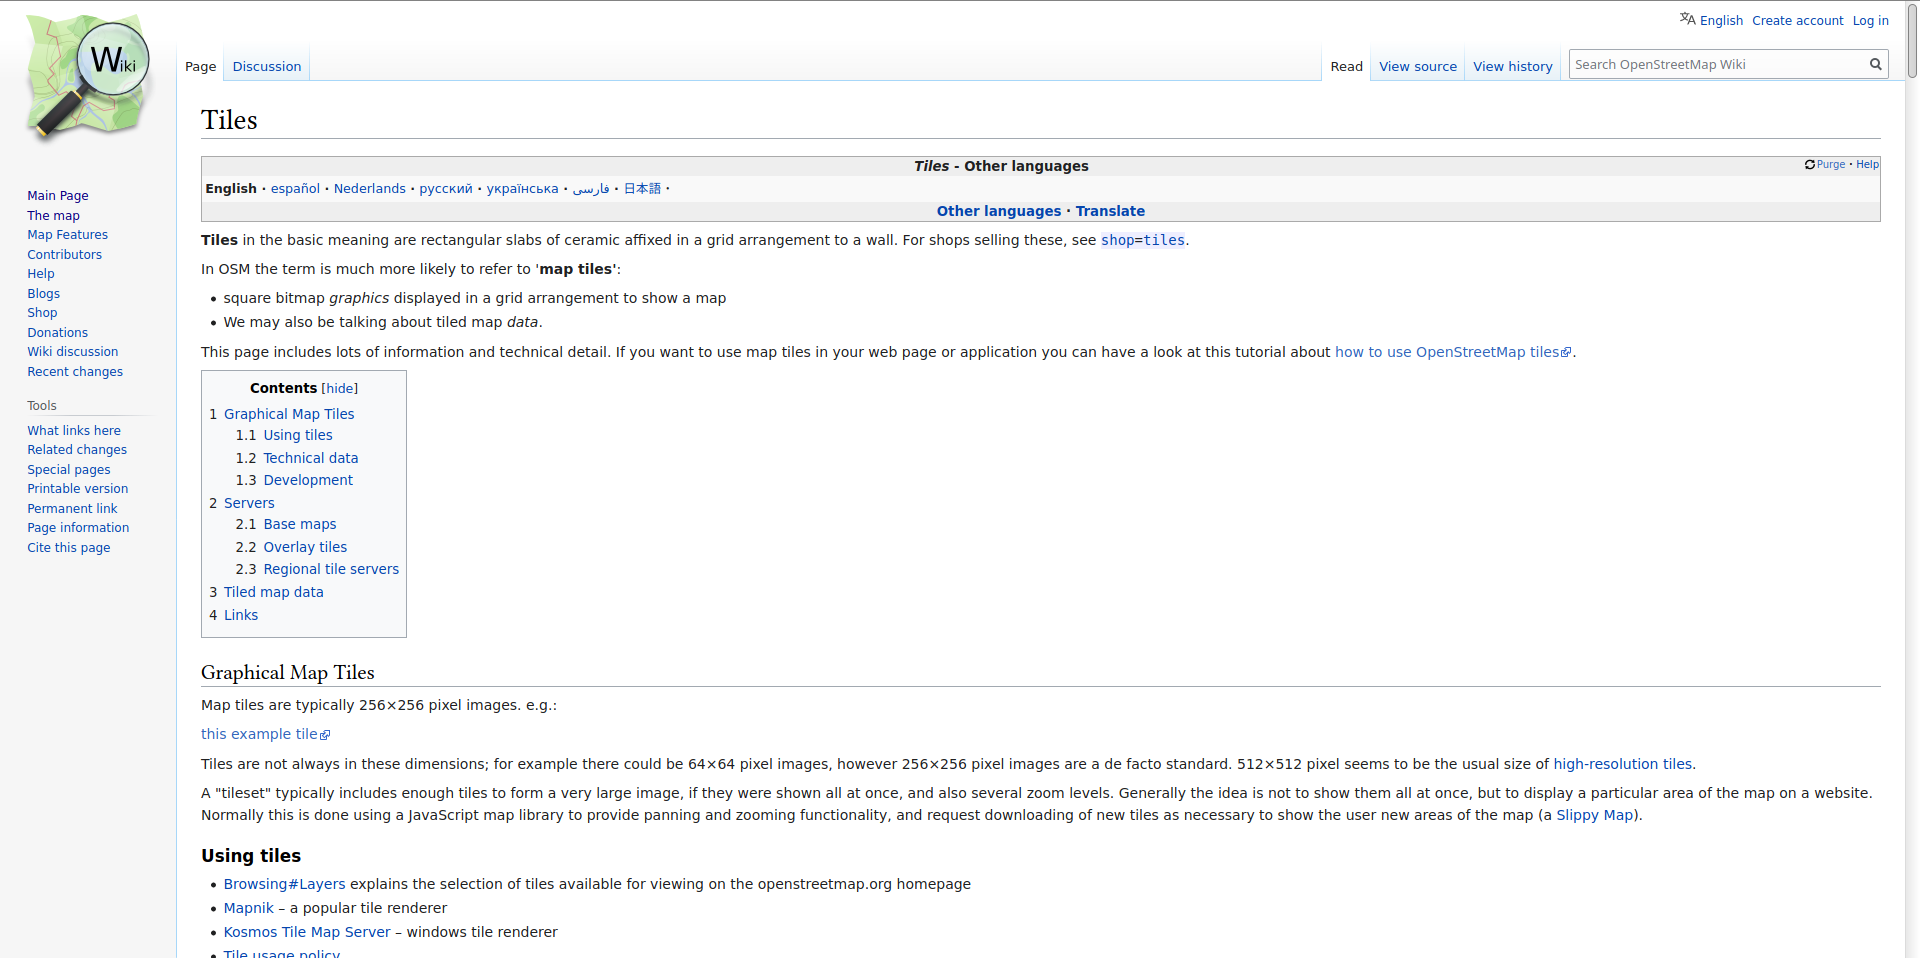 Wiki
English Create account Log in
Page Discussion Read View source View history Search OpenStreetMap Wiki
Main Page
The map
Map Features
Contributors
Help
Blogs
Shop
Donations
Wiki discussion
Recent changes
Tools
What links here
Related changes
Special pages
Printable version
Permanent link
Page information
Cite this page
Tiles
Tiles - Other languages Purge · Help
English · español · Nederlands · русский · українська · فارسی · 日本語 ·
Other languages · Translate
Tiles in the basic meaning are rectangular slabs of ceramic affixed in a grid arrangement to a wall. For shops selling these, see shop=tiles.
In OSM the term is much more likely to refer to 'map tiles':
• square bitmap graphics displayed in a grid arrangement to show a map
• We may also be talking about tiled map data.
This page includes lots of information and technical detail. If you want to use map tiles in your web page or application you can have a look at this tutorial about how to use OpenStreetMap tiles.
Contents [hide]
1 Graphical Map Tiles
1.1 Using tiles
1.2 Technical data
1.3 Development
2 Servers
2.1 Base maps
2.2 Overlay tiles
2.3 Regional tile servers
3 Tiled map data
4 Links
Graphical Map Tiles
Map tiles are typically 256×256 pixel images. e.g.:
this example tile
Tiles are not always in these dimensions; for example there could be 64×64 pixel images, however 256×256 pixel images are a de facto standard. 512×512 pixel seems to be the usual size of high-resolution tiles.
A "tileset" typically includes enough tiles to form a very large image, if they were shown all at once, and also several zoom levels. Generally the idea is not to show them all at once, but to display a particular area of the map on a website.
Normally this is done using a JavaScript map library to provide panning and zooming functionality, and request downloading of new tiles as necessary to show the user new areas of the map (a Slippy Map).
Using tiles
• Browsing#Layers explains the selection of tiles available for viewing on the openstreetmap.org homepage
• Mapnik – a popular tile renderer
• Kosmos Tile Map Server – windows tile renderer
• Tile usage policy